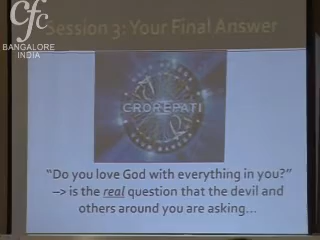 cfc
BANGALORE
INDIA
Session 3: Your Final Answer
CROREPATI
"Do you love God with everything in you?"
–> is the real question that the devil and
others around you are asking...